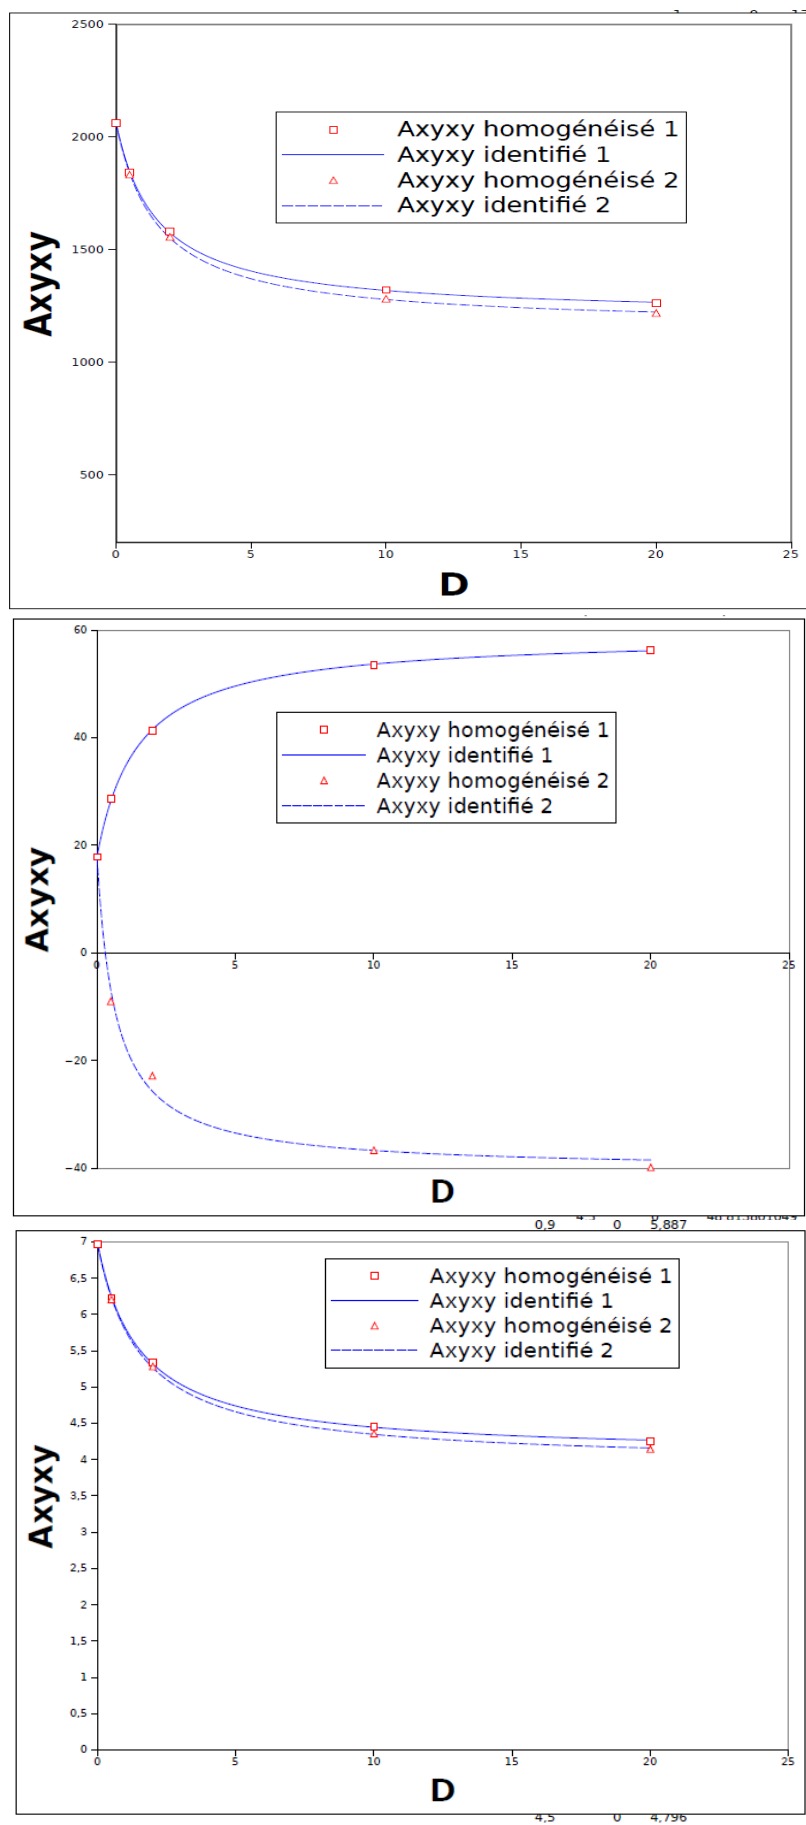 2500
2000
1500
1000
500
Axyxy
Axyxy homogénéisé 1
Axyxy identifié 1
Axyxy homogénéisé 2
Axyxy identifié 2
0 5 10 15 20 25
D
60
40
20
0
−20
−40
Axyxy
Axyxy homogénéisé 1
Axyxy identifié 1
Axyxy homogénéisé 2
Axyxy identifié 2
0 5 10 15 20 25
D
0,9 0 5,887
7
6,5
6
5,5
5
4,5
4
3,5
3
2,5
2
1,5
1
0,5
0
Axyxy
Axyxy homogénéisé 1
Axyxy identifié 1
Axyxy homogénéisé 2
Axyxy identifié 2
0 5 10 15 20 25
D
4,5 0 4,796